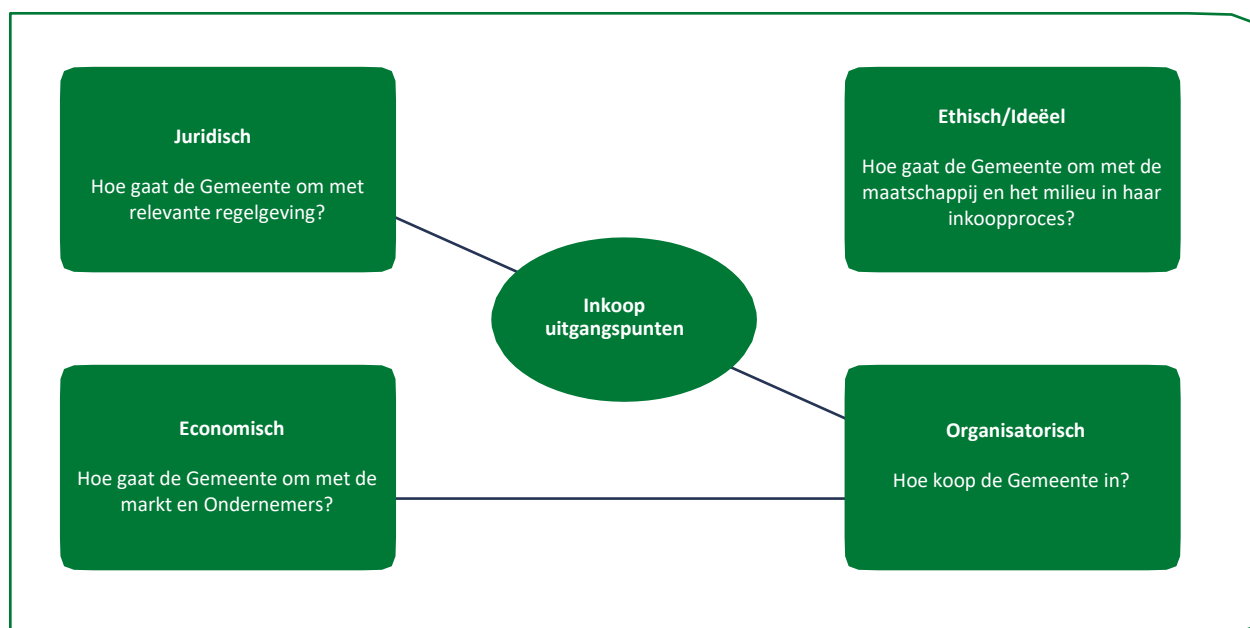 Juridisch
Hoe gaat de Gemeente om met
relevante regelgeving?
Ethisch/Ideëel
Hoe gaat de Gemeente om met de
maatschappij en het milieu in haar
inkoopproces?
Inkoop
uitgangspunten
Economisch
Hoe gaat de Gemeente om met de
markt en Ondernemers?
Organisatorisch
Hoe koop de Gemeente in?